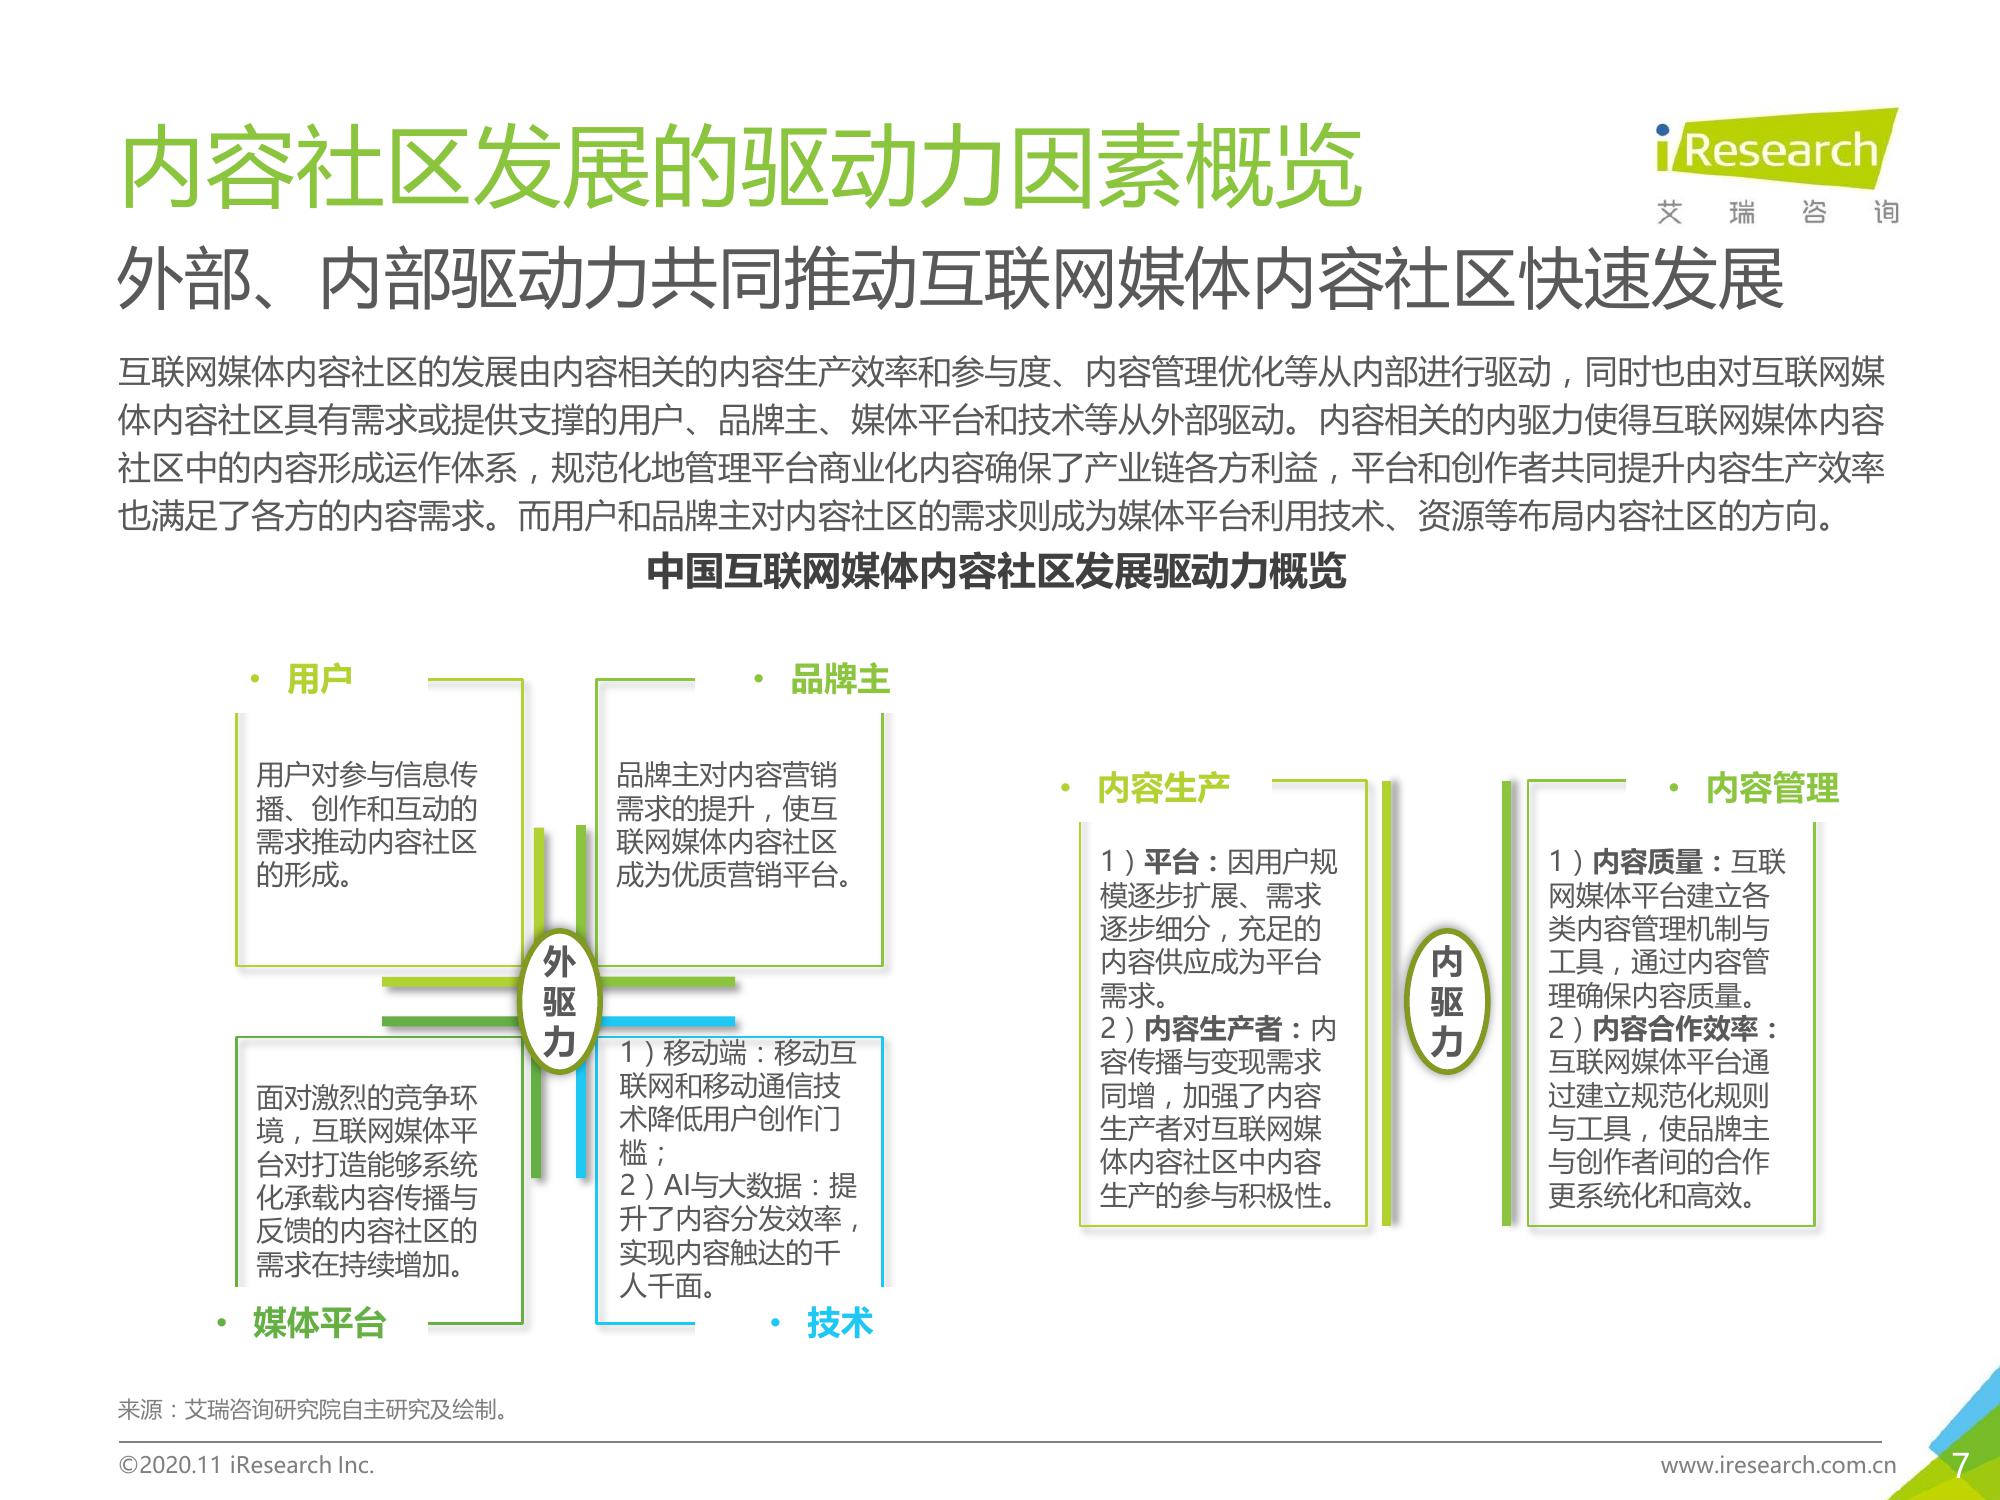 内容社区发展的驱动力因素概览
iResearch
艾瑞咨询
外部、内部驱动力共同推动互联网媒体内容社区快速发展
互联网媒体内容社区的发展由内容相关的内容生产效率和参与度、内容管理优化等从内部进行驱动，同时也由对互联网媒
体内容社区具有需求或提供支撑的用户、品牌主、媒体平台和技术等从外部驱动。内容相关的内驱力使得互联网媒体内容
社区中的内容形成运作体系，规范化地管理平台商业化内容确保了产业链各方利益，平台和创作者共同提升内容生产效率
也满足了各方的内容需求。而用户和品牌主对内容社区的需求则成为媒体平台利用技术、资源等布局内容社区的方向。
中国互联网媒体内容社区发展驱动力概览
• 用户
用户对参与信息传
播、创作和互动的
需求推动内容社区
的形成。
• 品牌主
品牌主对内容营销
需求的提升，使互
联网媒体内容社区
成为优质营销平台。
外
驱
力
面对激烈的竞争环
境，互联网媒体平
台对打造能够系统
化承载内容传播与
反馈的内容社区的
需求在持续增加。
• 媒体平台
1）移动端：移动互
联网和移动通信技
术降低用户创作门
槛；
2）AI与大数据：提
升了内容分发效率，
实现内容触达的千
人千面。
• 技术
• 内容生产
1）平台：因用户规
模逐步扩展、需求
逐步细分，充足的
内容供应成为平台
需求。
2）内容生产者：内
容传播与变现需求
同增，加强了内容
生产者对互联网媒
体内容社区中内容
生产的参与积极性。
内
驱
力
• 内容管理
1）内容质量：互联
网媒体平台建立各
类内容管理机制与
工具，通过内容管
理确保内容质量。
2）内容合作效率：
互联网媒体平台通
过建立规范化规则
与工具，使品牌主
与创作者间的合作
更系统化和高效。
来源：艾瑞咨询研究院自主研究及绘制。
©2020.11 iResearch Inc.
www.iresearch.com.cn
7